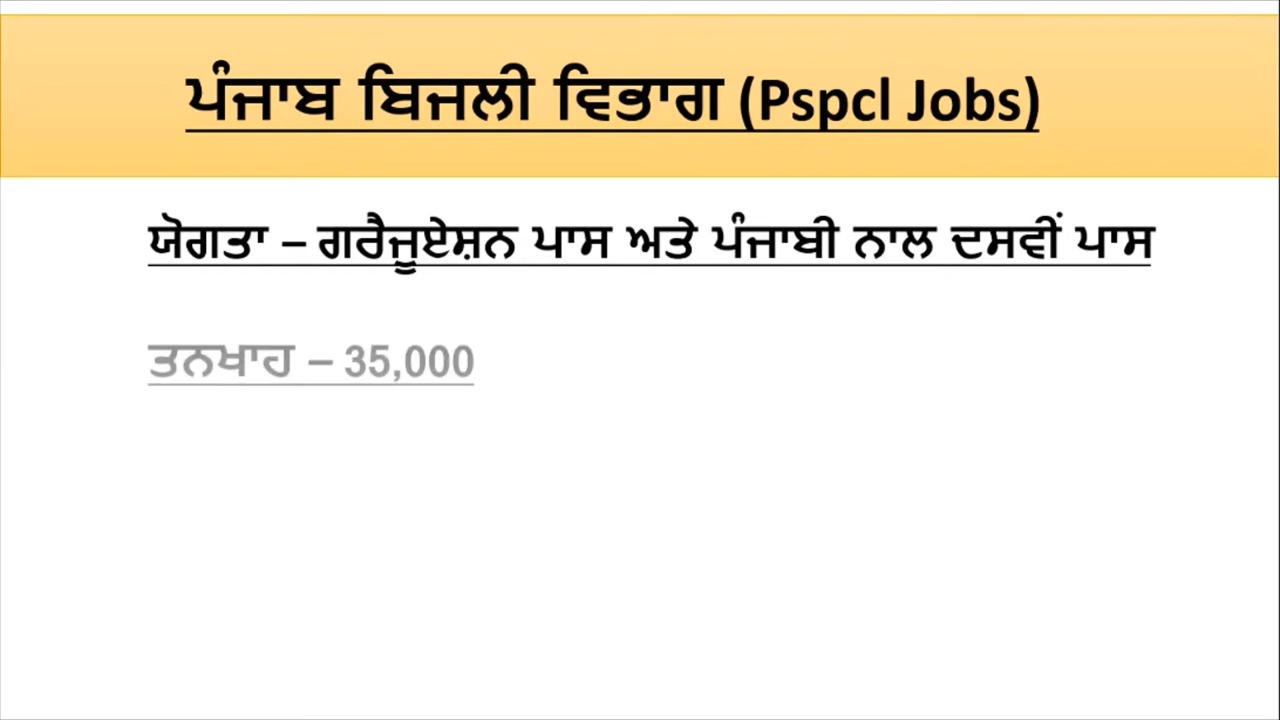 ਪੰਜਾਬ ਬਿਜਲੀ ਵਿਭਾਗ (Pspcl Jobs)
ਯੋਗਤਾ – ਗਰੈਜੂਏਸ਼ਨ ਪਾਸ ਅਤੇ ਪੰਜਾਬੀ ਨਾਲ ਦਸਵੀਂ ਪਾਸ
ਤਨਖਾਹ – 35,000